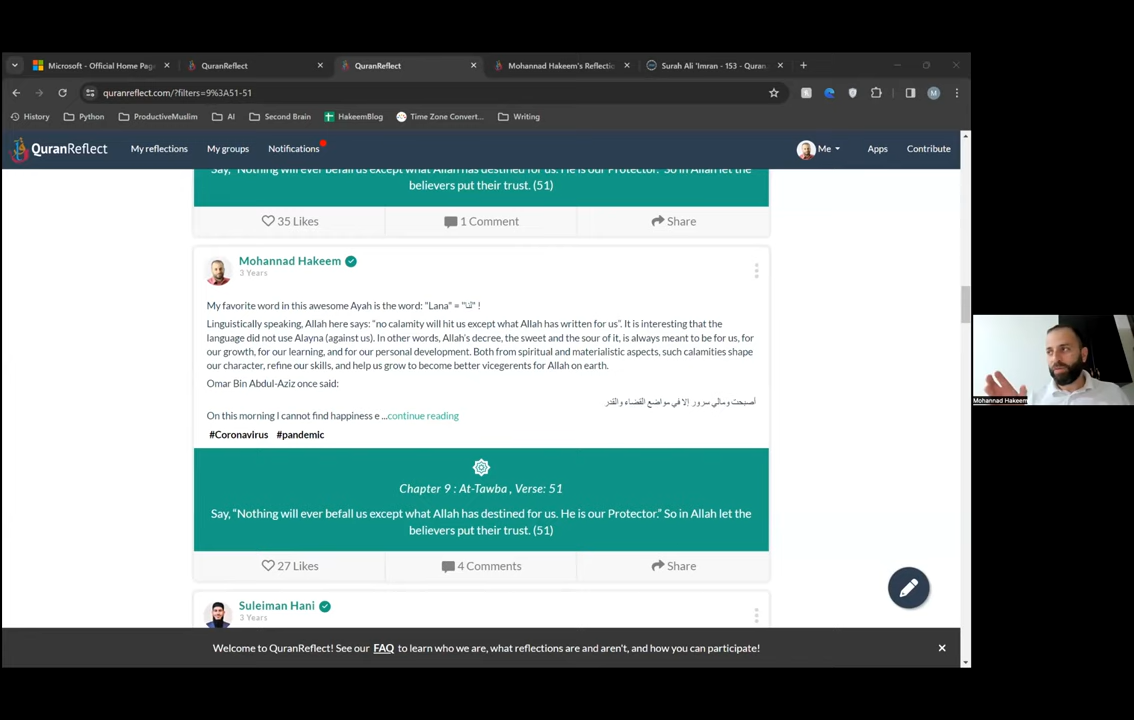 Microsoft - Official Home Pag
QuranReflect
QuranReflect
Mohannad Hakeem's Reflectio
Surah Ali 'Imran - 153 - Quran.
quranreflect.com/?filters=9%3A51-51
M
History
Python
ProductiveMuslim
AI
Second Brain
HakeemBlog
Time Zone Convert...
Writing
QuranReflect
My reflections
My groups
Notifications
Me
Apps
Contribute
Say, "Nothing will ever befall us except what Allah has destined for us. He is our Protector." So in Allah let the
believers put their trust. (51)
35 Likes
1 Comment
Share
Mohannad Hakeem
3 Years
My favorite word in this awesome Ayah is the word: "Lana" = "لنا" !
Linguistically speaking, Allah here says: "no calamity will hit us except what Allah has written for us". It is interesting that the
language did not use Alayna (against us). In other words, Allah's decree, the sweet and the sour of it, is always meant to be for us, for
our growth, for our learning, and for our personal development. Both from spiritual and materialistic aspects, such calamities shape
our character, refine our skills, and help us grow to become better vicegerents for Allah on earth.
Omar Bin Abdul-Aziz once said:
أصبحت ومالي سرور إلا في مواضع القضاء والقدر
On this morning I cannot find happiness e ...continue reading
#Coronavirus #pandemic
Chapter 9 : At-Tawba , Verse: 51
Say, "Nothing will ever befall us except what Allah has destined for us. He is our Protector." So in Allah let the
believers put their trust. (51)
27 Likes
4 Comments
Share
Suleiman Hani
3 Years
Welcome to QuranReflect! See our FAQ to learn who we are, what reflections are and aren't, and how you can participate!
Mohannad Hakeem